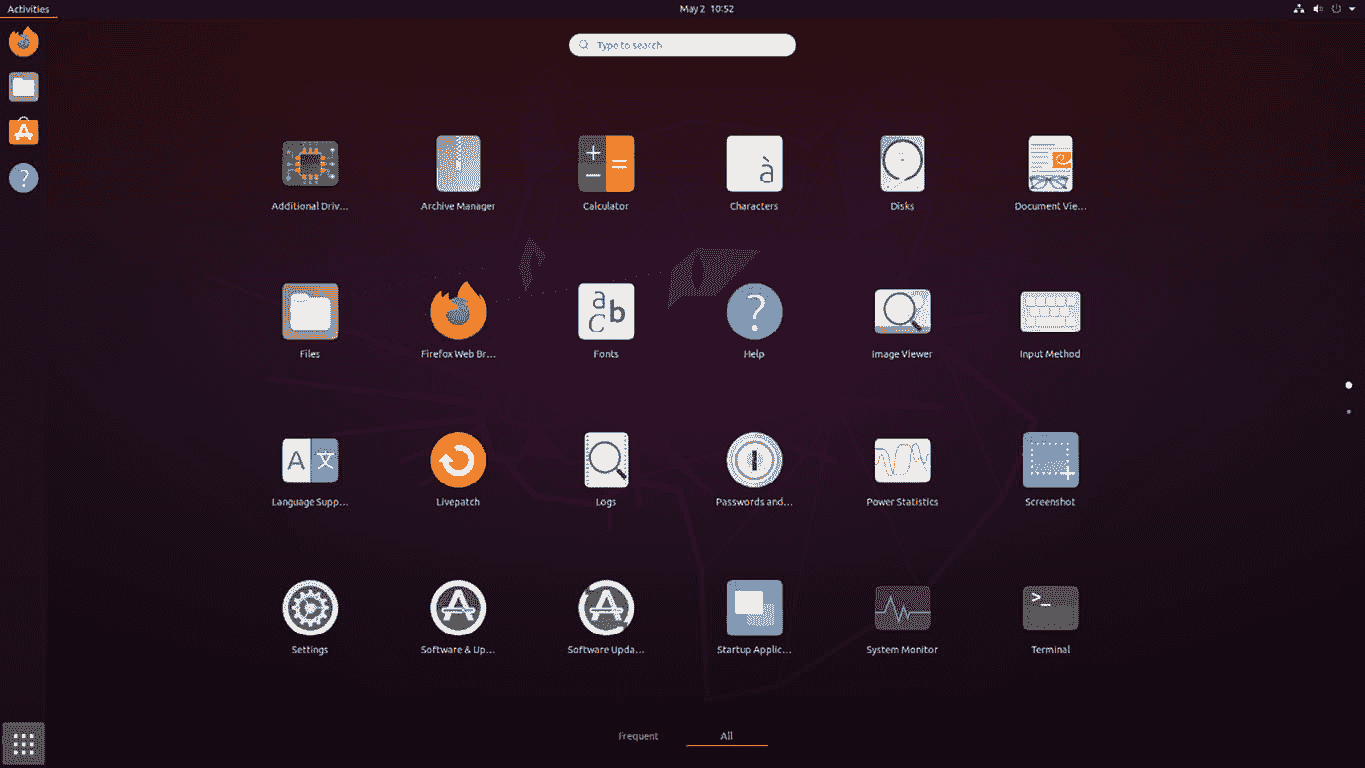 Activities
May 2 10:52
Type to search
Additional Driv...
Archive Manager
Calculator
Characters
Disks
Document Vie...
Files
Firefox Web Br...
Fonts
Help
Image Viewer
Input Method
Language Supp...
Livepatch
Logs
Passwords and...
Power Statistics
Screenshot
Settings
Software & Up...
Software Upda...
Startup Applic...
System Monitor
Terminal
Frequent
All